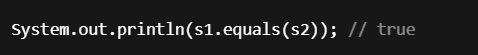 System.out.println(s1.equals(s2)); // true